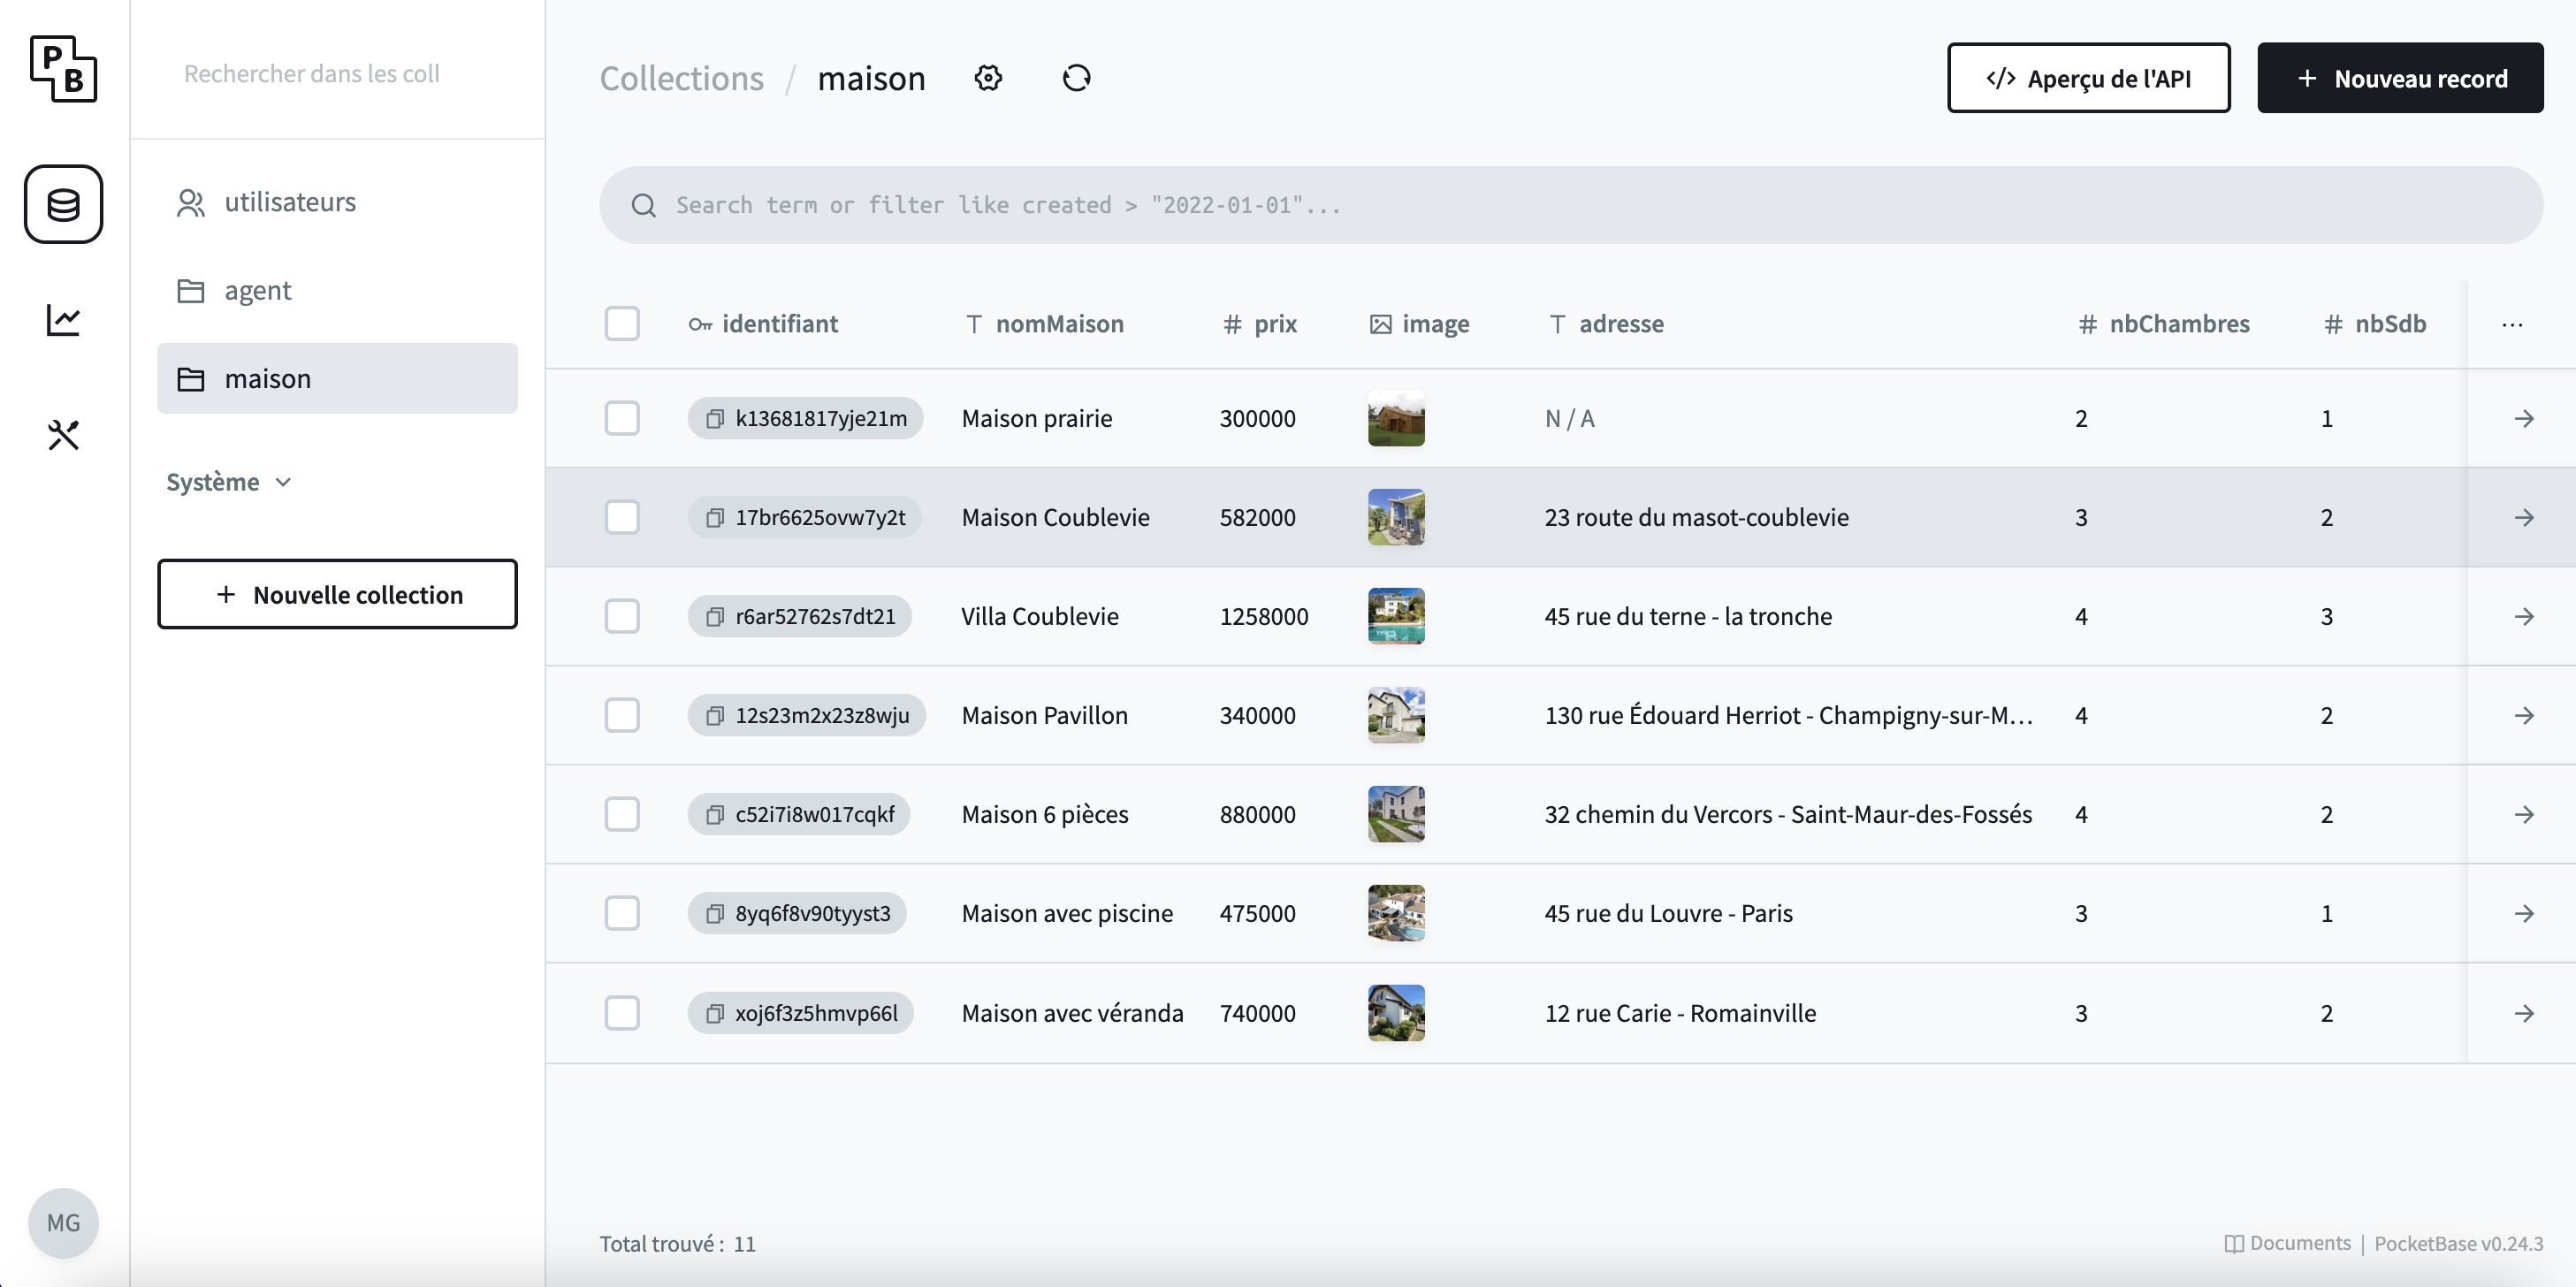 PB
Rechercher dans les coll
utilisateurs
agent
maison
Système
+ Nouvelle collection
MG
Collections / maison
</> Aperçu de l'API
+ Nouveau record
Search term or filter like created > "2022-01-01"...
identifiant T nomMaison # prix image T adresse # nbChambres # nbSdb ...
k13681817yje21m Maison prairie 300000 N / A 2 1
17br6625ovw7y2t Maison Coublevie 582000 23 route du masot-coublevie 3 2
r6ar52762s7dt21 Villa Coublevie 1258000 45 rue du terne - la tronche 4 3
12s23m2x23z8wju Maison Pavillon 340000 130 rue Édouard Herriot - Champigny-sur-M... 4 2
c52i7i8w017cqkf Maison 6 pièces 880000 32 chemin du Vercors - Saint-Maur-des-Fossés 4 2
8yq6f8v90tyyst3 Maison avec piscine 475000 45 rue du Louvre - Paris 3 1
xoj6f3z5hmvp66l Maison avec véranda 740000 12 rue Carie - Romainville 3 2
Total trouvé : 11
Documents | PocketBase v0.24.3